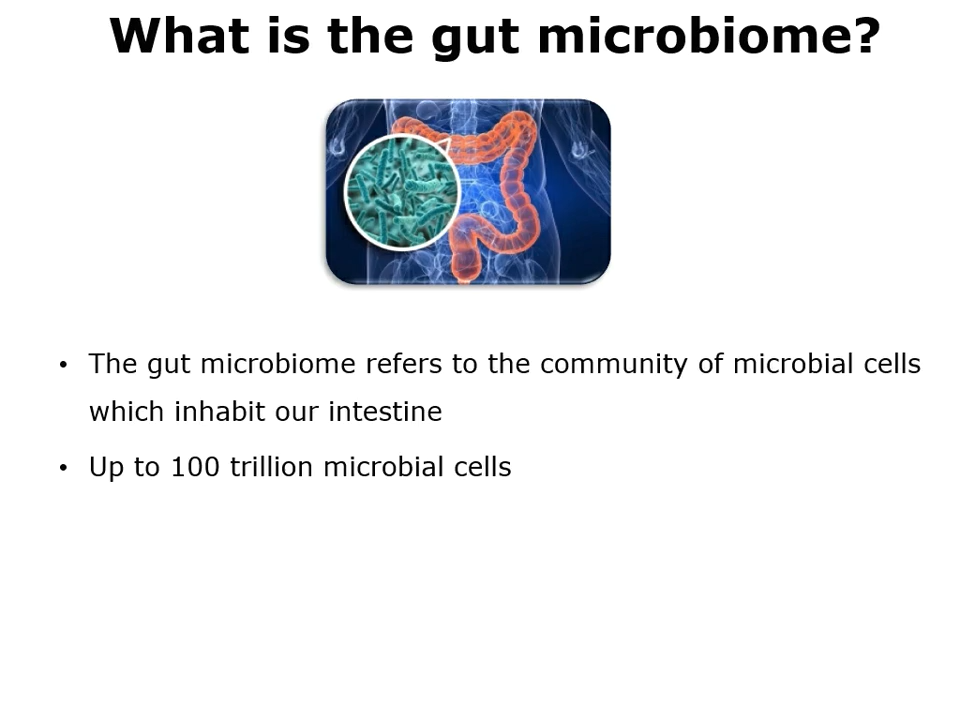 What is the gut microbiome?
• The gut microbiome refers to the community of microbial cells
which inhabit our intestine
• Up to 100 trillion microbial cells